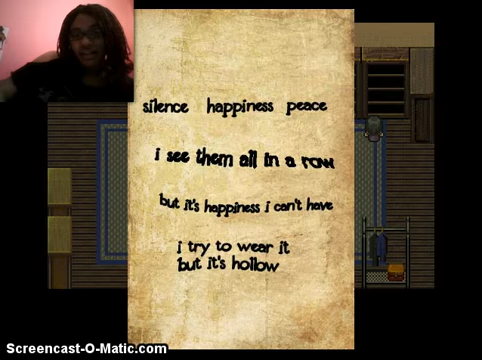 silence happiness peace
i see them all in a row
but it's happiness i can't have
i try to wear it
but it's hollow
Screencast-O-Matic.com